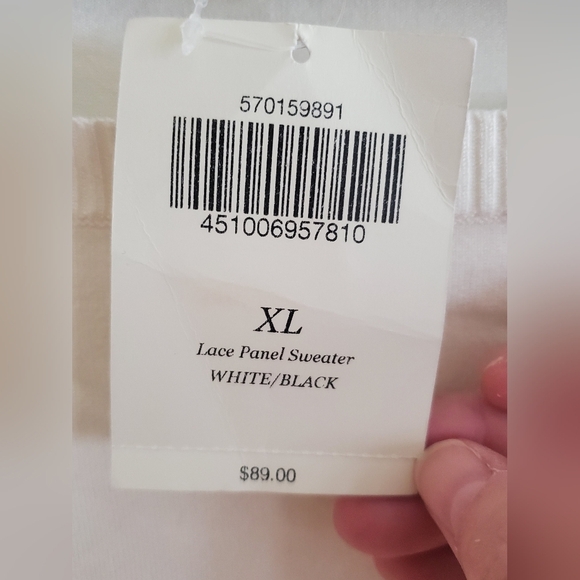 570159891
451006957810
XL
Lace Panel Sweater
WHITE/BLACK
$89.00